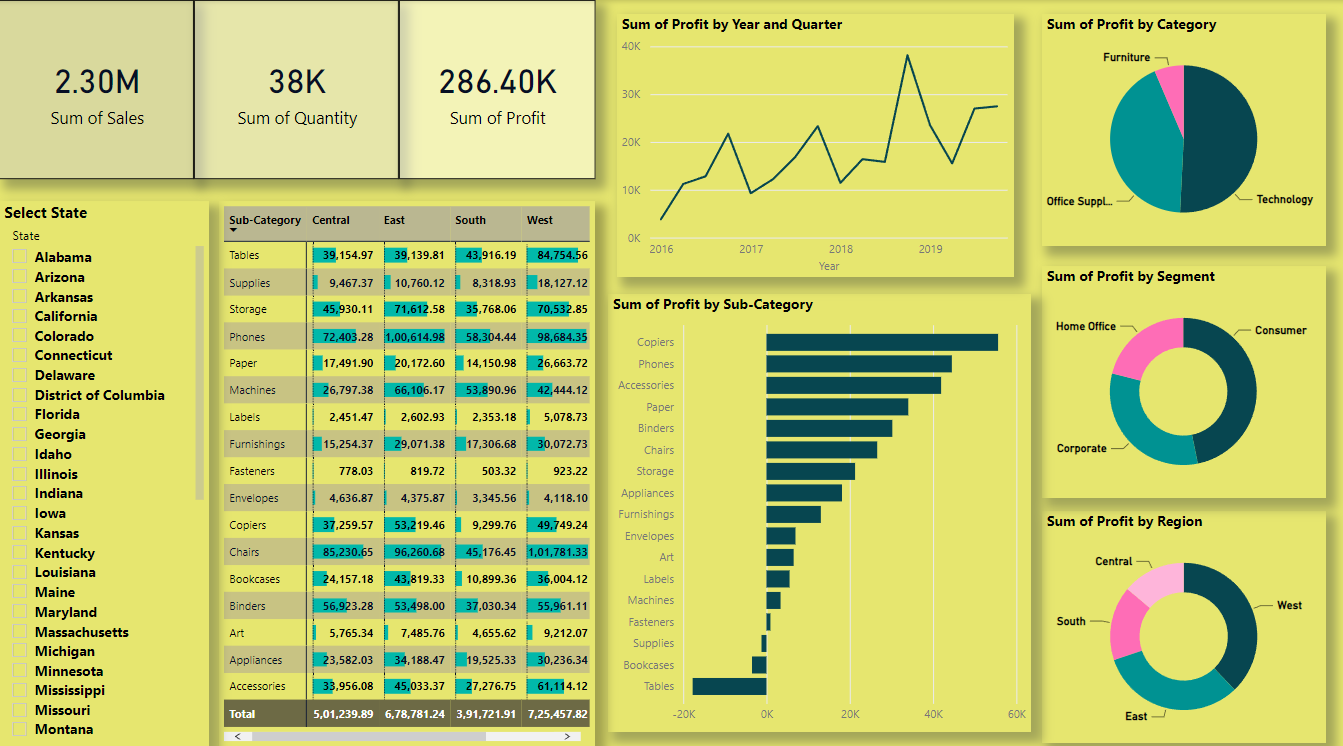 2.30M
Sum of Sales
38K
Sum of Quantity
286.40K
Sum of Profit
Select State
State
Alabama
Arizona
Arkansas
California
Colorado
Connecticut
Delaware
District of Columbia
Florida
Georgia
Idaho
Illinois
Indiana
Iowa
Kansas
Kentucky
Louisiana
Maine
Maryland
Massachusetts
Michigan
Minnesota
Mississippi
Missouri
Montana
Sub-Category Central East South West
Tables 39,154.97 39,139.81 43,916.19 84,754.56
Supplies 9,467.37 10,760.12 8,318.93 18,127.12
Storage 45,930.11 71,612.58 35,768.06 70,532.85
Phones 72,403.28 1,00,614.98 58,304.44 98,684.35
Paper 17,491.90 20,172.60 14,150.98 26,663.72
Machines 26,797.38 66,106.17 53,890.96 42,444.12
Labels 2,451.47 2,602.93 2,353.18 5,078.73
Furnishings 15,254.37 29,071.38 17,306.68 30,072.73
Fasteners 778.03 819.72 503.32 923.22
Envelopes 4,636.87 4,375.87 3,345.56 4,118.10
Copiers 37,259.57 53,219.46 9,299.76 49,749.24
Chairs 85,230.65 96,260.68 45,176.45 1,01,781.33
Bookcases 24,157.18 43,819.33 10,899.36 36,004.12
Binders 56,923.28 53,498.00 37,030.34 55,961.11
Art 5,765.34 7,485.76 4,655.62 9,212.07
Appliances 23,582.03 34,188.47 19,525.33 30,236.34
Accessories 33,956.08 45,033.37 27,276.75 61,114.12
Total 5,01,239.89 6,78,781.24 3,91,721.91 7,25,457.82
Sum of Profit by Year and Quarter
40K
30K
20K
10K
0K
2016 2017 2018 2019
Year
Sum of Profit by Sub-Category
Copiers
Phones
Accessories
Paper
Binders
Chairs
Storage
Appliances
Furnishings
Envelopes
Art
Labels
Machines
Fasteners
Supplies
Bookcases
Tables
-20K 0K 20K 40K 60K
Sum of Profit by Category
Furniture
Office Suppl...
Technology
Sum of Profit by Segment
Home Office
Consumer
Corporate
Sum of Profit by Region
Central
West
South
East